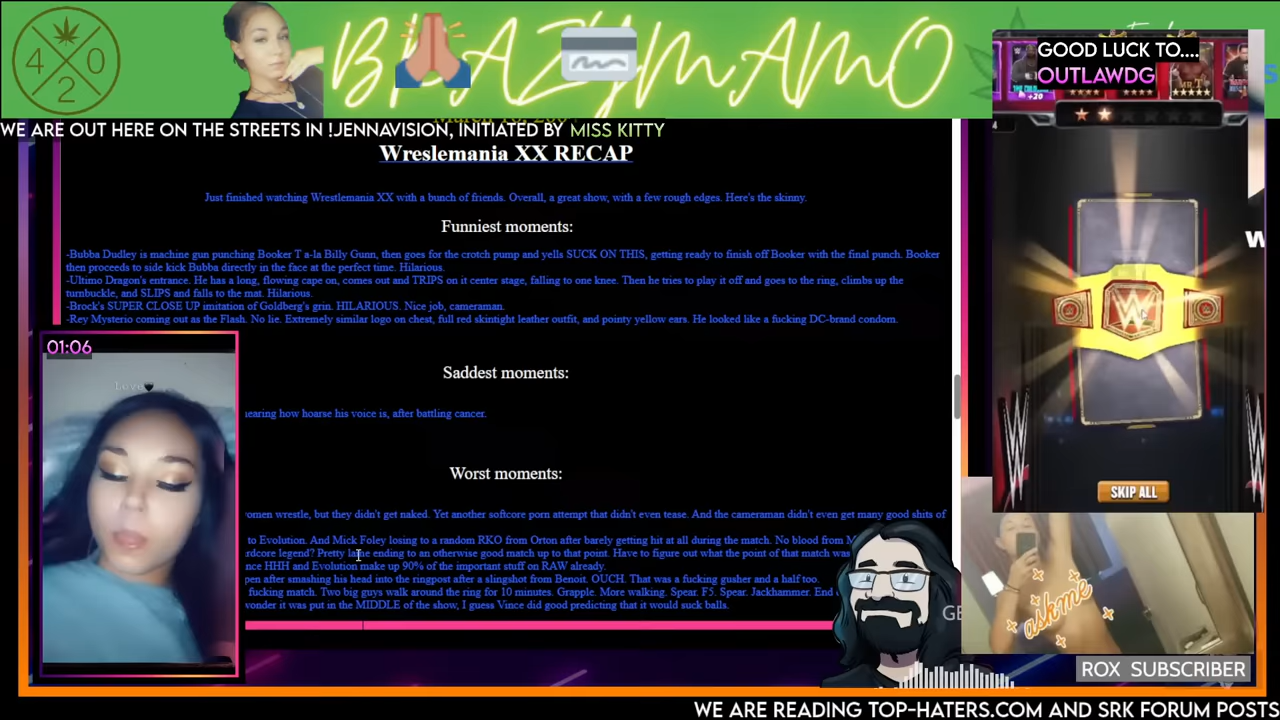 4 2 0
BLAZYMAMO
GOOD LUCK TO....
OUTLAWDG
+20
MR.T
WE ARE OUT HERE ON THE STREETS IN !JENNAVISION, INITIATED BY MISS KITTY
Wreslemania XX RECAP
Just finished watching Wrestlemania XX with a bunch of friends. Overall, a great show, with a few rough edges. Here's the skinny.
Funniest moments:
-Bubba Dudley is machine gun punching Booker T a-la Billy Gunn, then goes for the crotch pump and yells SUCK ON THIS, getting ready to finish off Booker with the final punch. Booker
then proceeds to side kick Bubba directly in the face at the perfect time. Hilarious.
-Ultimo Dragon's entrance. He has a long, flowing cape on, comes out and TRIPS on it center stage, falling to one knee. Then he tries to play it off and goes to the ring, climbs up the
turnbuckle, and SLIPS and falls to the mat. Hilarious.
-Brock's SUPER CLOSE UP imitation of Goldberg's grin. HILARIOUS. Nice job, cameraman.
-Rey Mysterio coming out as the Flash. No lie. Extremely similar logo on chest, full red skintight leather outfit, and pointy yellow ears. He looked like a fucking DC-brand condom.
01:06
Saddest moments:
Love
hearing how hoarse his voice is, after battling cancer.
Worst moments:
women wrestle, but they didn't get naked. Yet another softcore porn attempt that didn't even tease. And the cameraman didn't even get many good shits of
to Evolution. And Mick Foley losing to a random RKO from Orton after barely getting hit at all during the match. No blood from M
rdcore legend? Pretty lame ending to an otherwise good match up to that point. Have to figure out what the point of that match was
nce HHH and Evolution make up 90% of the important stuff on RAW already.
pen after smashing his head into the ringpost after a slingshot from Benoit. OUCH. That was a fucking gusher and a half too.
fucking match. Two big guys walk around the ring for 10 minutes. Grapple. More walking. Spear. F5. Spear. Jackhammer. End
wonder it was put in the MIDDLE of the show, I guess Vince did good predicting that it would suck balls.
W
SKIP ALL
GE
ask me
ROX SUBSCRIBER
WE ARE READING TOP-HATERS.COM AND SRK FORUM POSTS